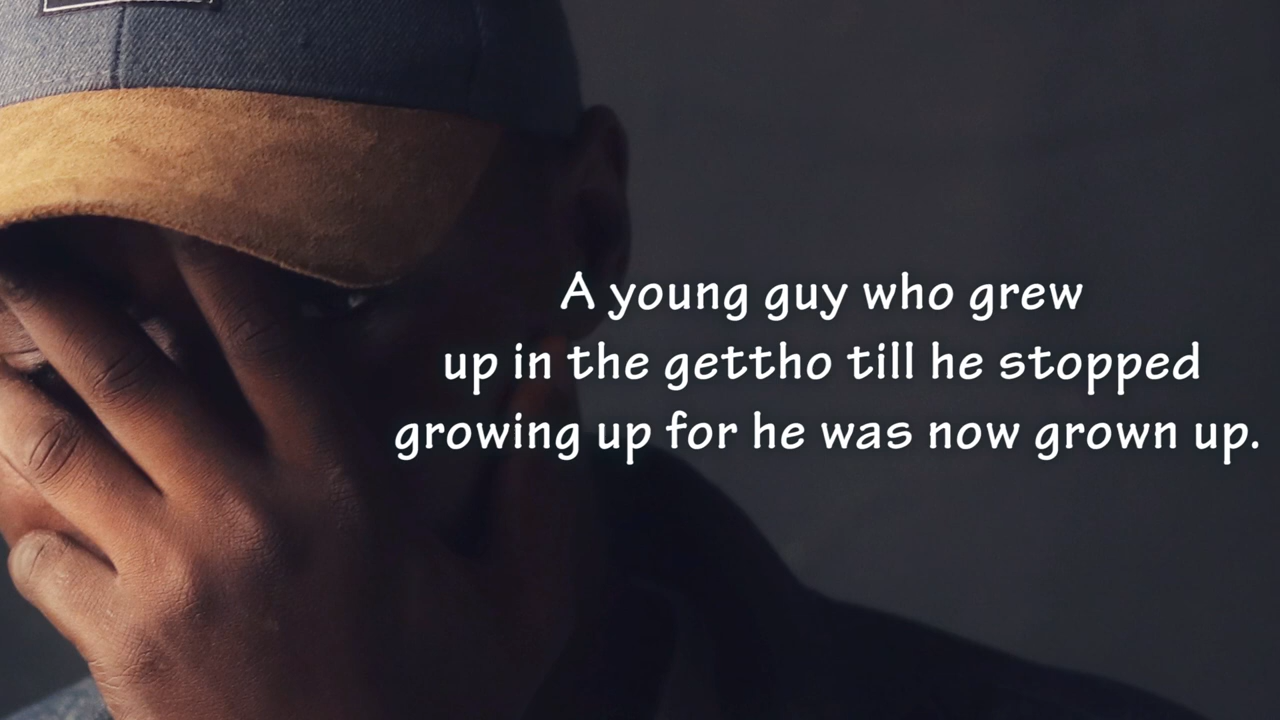 A young guy who grew
up in the gettho till he stopped
growing up for he was now grown up.